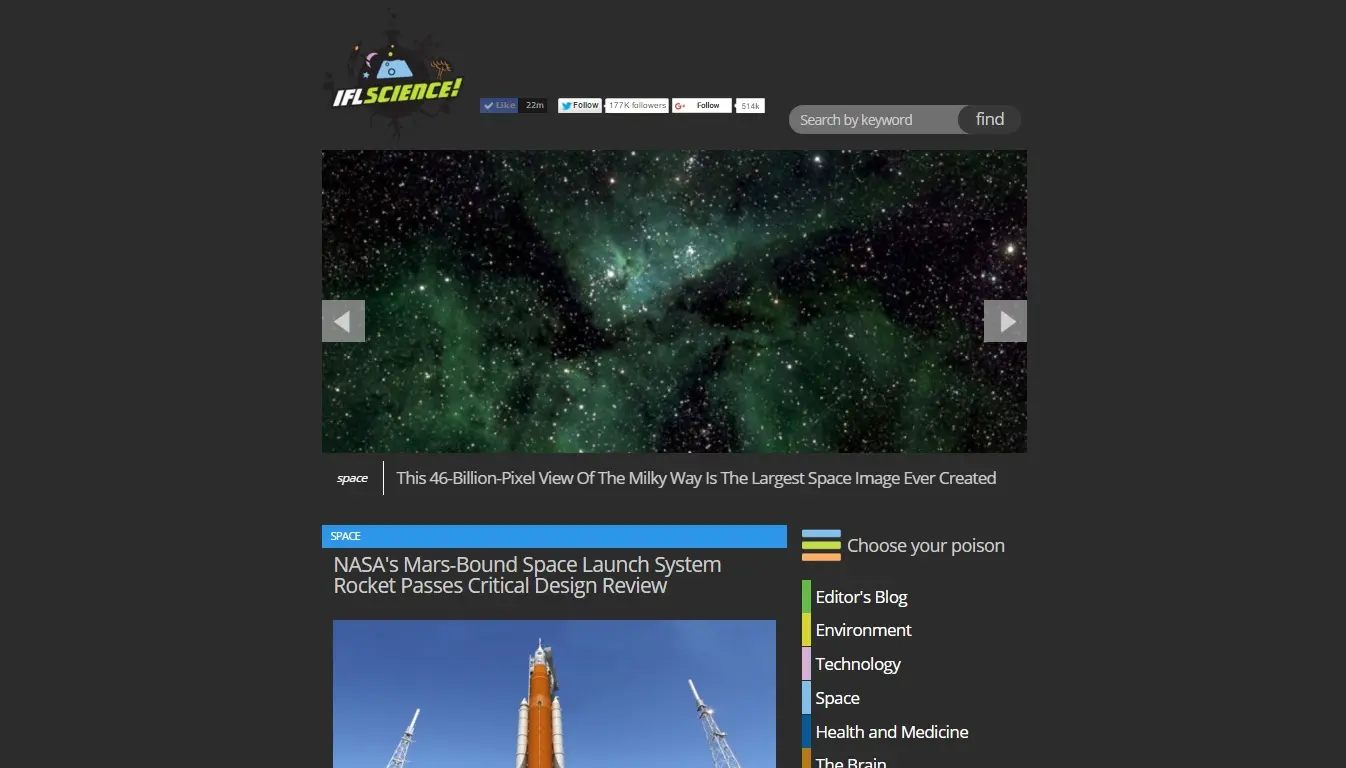 IFLSCIENCE!
Like 22m Follow 177K followers Follow 514k
Search by keyword find
space This 46-Billion-Pixel View Of The Milky Way Is The Largest Space Image Ever Created
SPACE
NASA's Mars-Bound Space Launch System
Rocket Passes Critical Design Review
Choose your poison
Editor's Blog
Environment
Technology
Space
Health and Medicine
The Brain